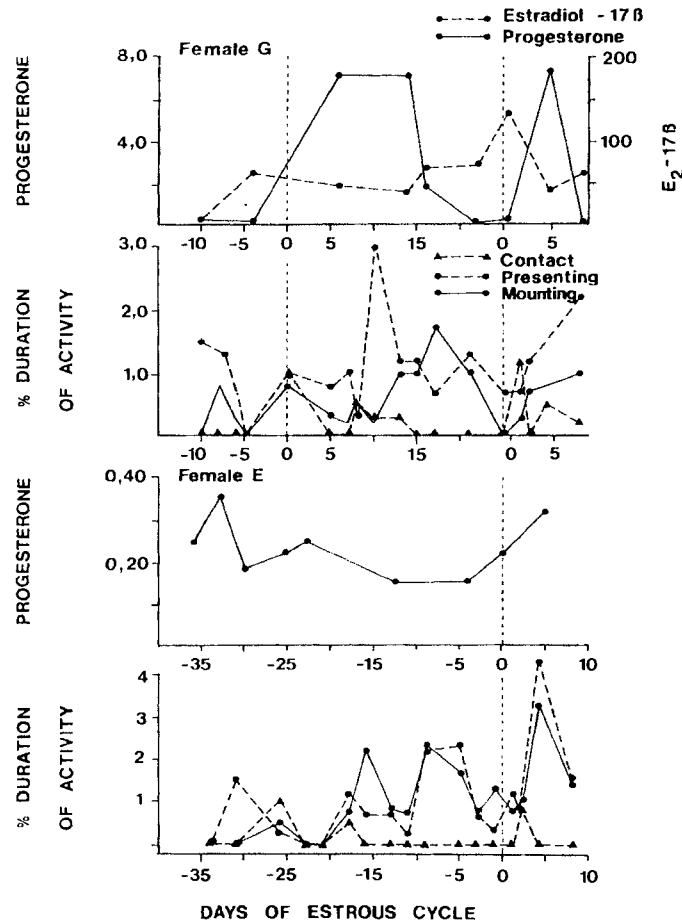 Estradiol - 17ß
Progesterone
Female G
8,0
4,0
PROGESTERONE
200
100
E2-17ß
-10 -5 0 5 15 0 5
3,0
2,0
1,0
% DURATION
OF ACTIVITY
Contact
Presenting
Mounting
-10 -5 0 5 15 0 5
Female E
0,40
0,20
PROGESTERONE
-35 -25 -15 -5 0 10
4
3
2
1
% DURATION
OF ACTIVITY
-35 -25 -15 -5 0 10
DAYS OF ESTROUS CYCLE